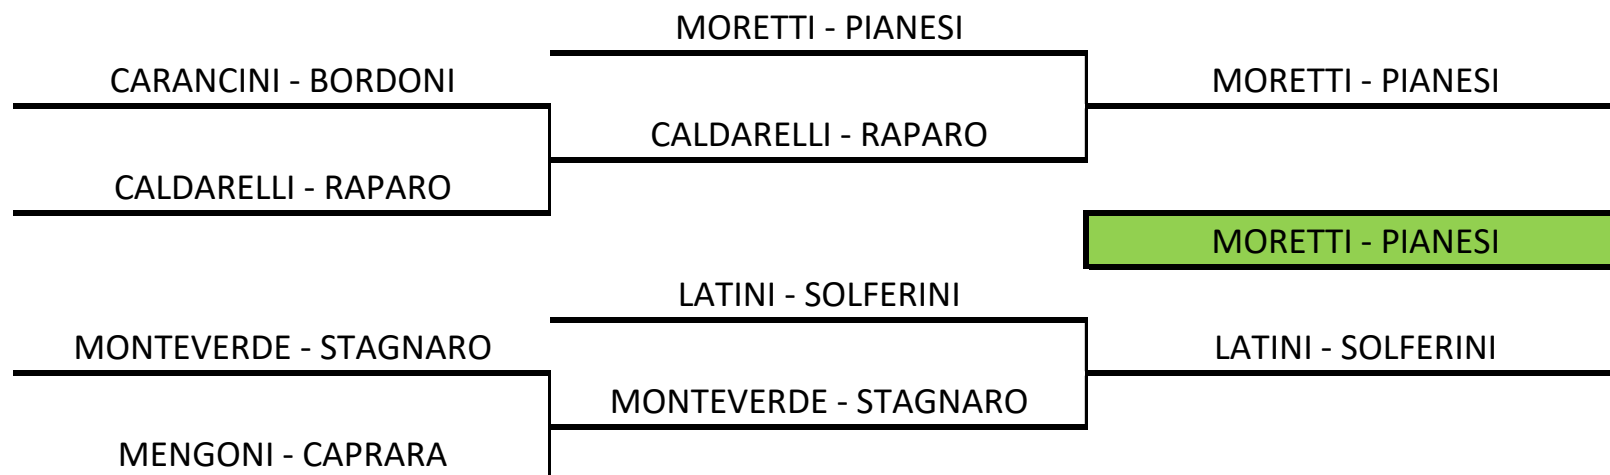 MORETTI - PIANESI
CARANCINI - BORDONI
MORETTI - PIANESI
CALDARELLI - RAPARO
CALDARELLI - RAPARO
MORETTI - PIANESI
LATINI - SOLFERINI
MONTEVERDE - STAGNARO
LATINI - SOLFERINI
MONTEVERDE - STAGNARO
MENGONI - CAPRARA